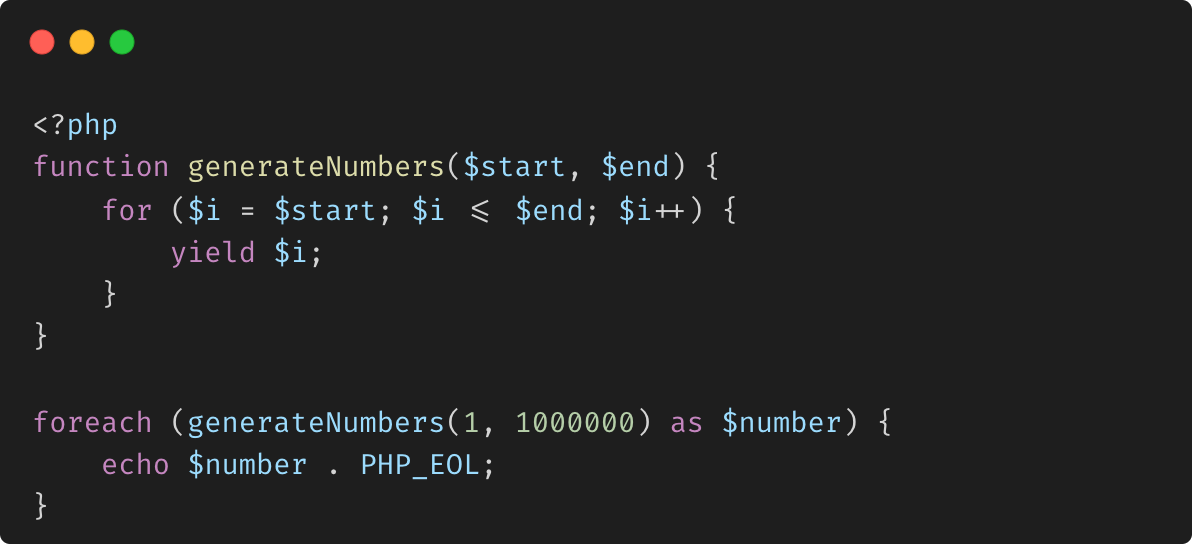 <?php
function generateNumbers($start, $end) {
    for ($i = $start; $i <= $end; $i++) {
        yield $i;
    }
}

foreach (generateNumbers(1, 1000000) as $number) {
    echo $number . PHP_EOL;
}